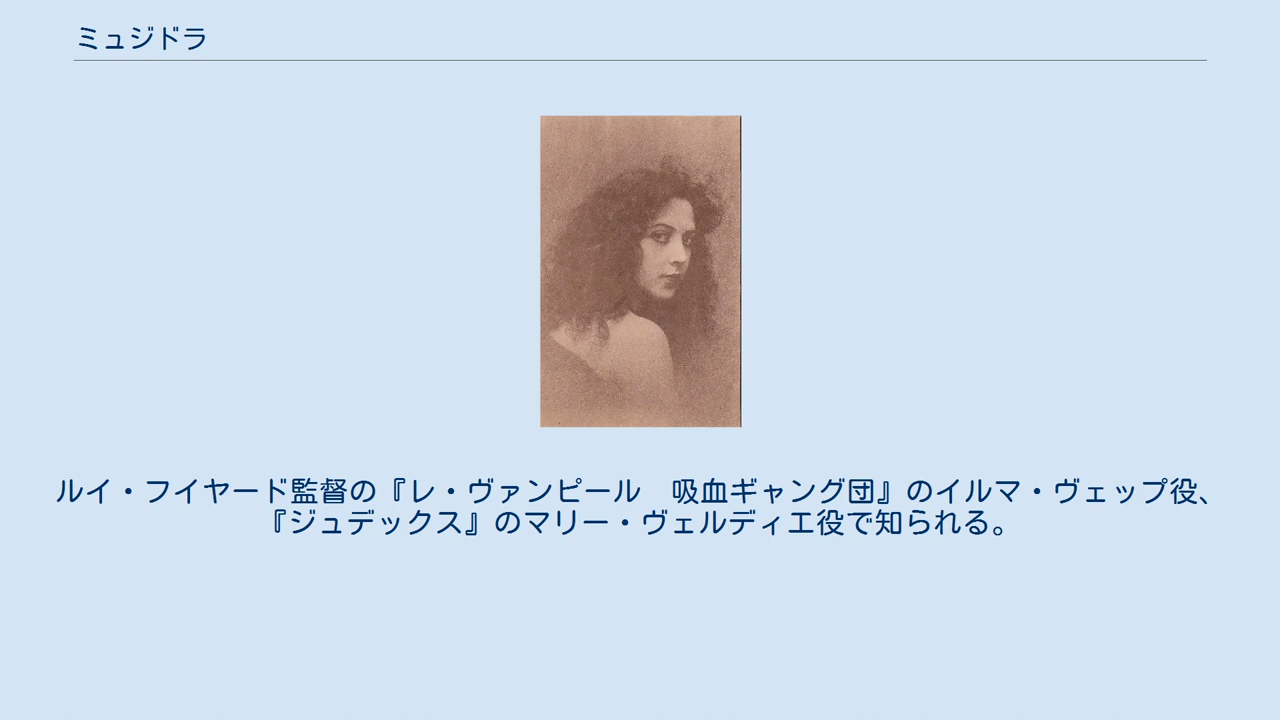 ミュジドラ
ルイ・フイヤード監督の『レ・ヴァンピール　吸血ギャング団』のイルマ・ヴェップ役、
『ジュデックス』のマリー・ヴェルディエ役で知られる。